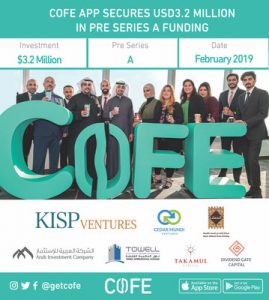 COFE APP SECURES USD3.2 MILLION
IN PRE SERIES A FUNDING
Investment
$3.2 Million
Pre Series
A
Date
February 2019
COFE
KISP VENTURES
CEDAR MUNDI
VENTURES
الشركة العربية للإستثمار
Arab Investment Company
TOWELL
TAKAMUL
DIVIDEND GATE
CAPITAL
@getcofe
COFE
App Store
Google Play